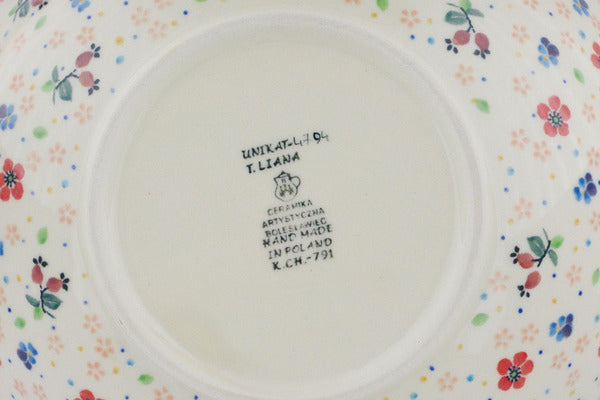 UNIKAT-4794
T. LIANA
CERAMIKA
ARTYSTYCZNA
BOLESŁAWIEC
HAND MADE
IN POLAND
K.CH.-791